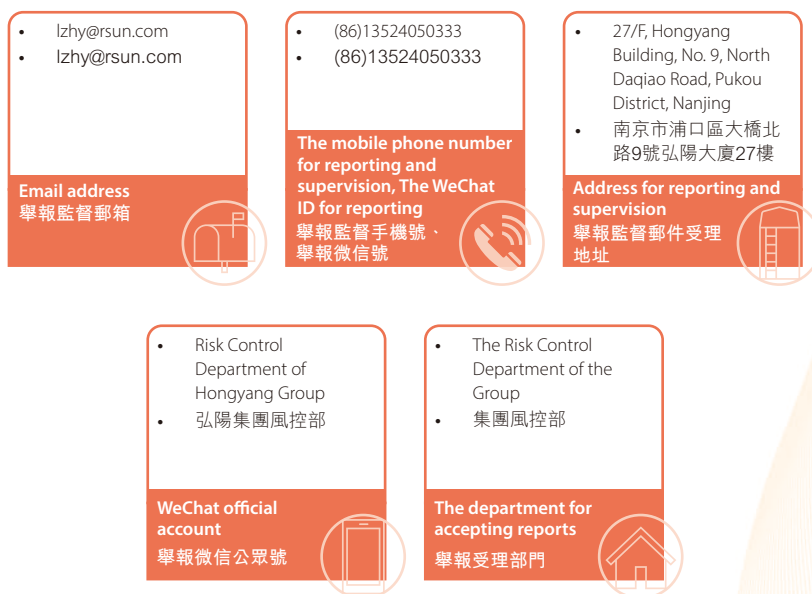 • lzhy@rsun.com
• lzhy@rsun.com
Email address
舉報監督郵箱
• (86)13524050333
• (86)13524050333
The mobile phone number
for reporting and
supervision, The WeChat
ID for reporting
舉報監督手機號、
舉報微信號
• 27/F, Hongyang
Building, No. 9, North
Daqiao Road, Pukou
District, Nanjing
• 南京市浦口區大橋北
路9號弘陽大廈27樓
Address for reporting and
supervision
舉報監督郵件受理
地址
• Risk Control
Department of
Hongyang Group
• 弘陽集團風控部
WeChat official
account
舉報微信公眾號
• The Risk Control
Department of the
Group
• 集團風控部
The department for
accepting reports
舉報受理部門